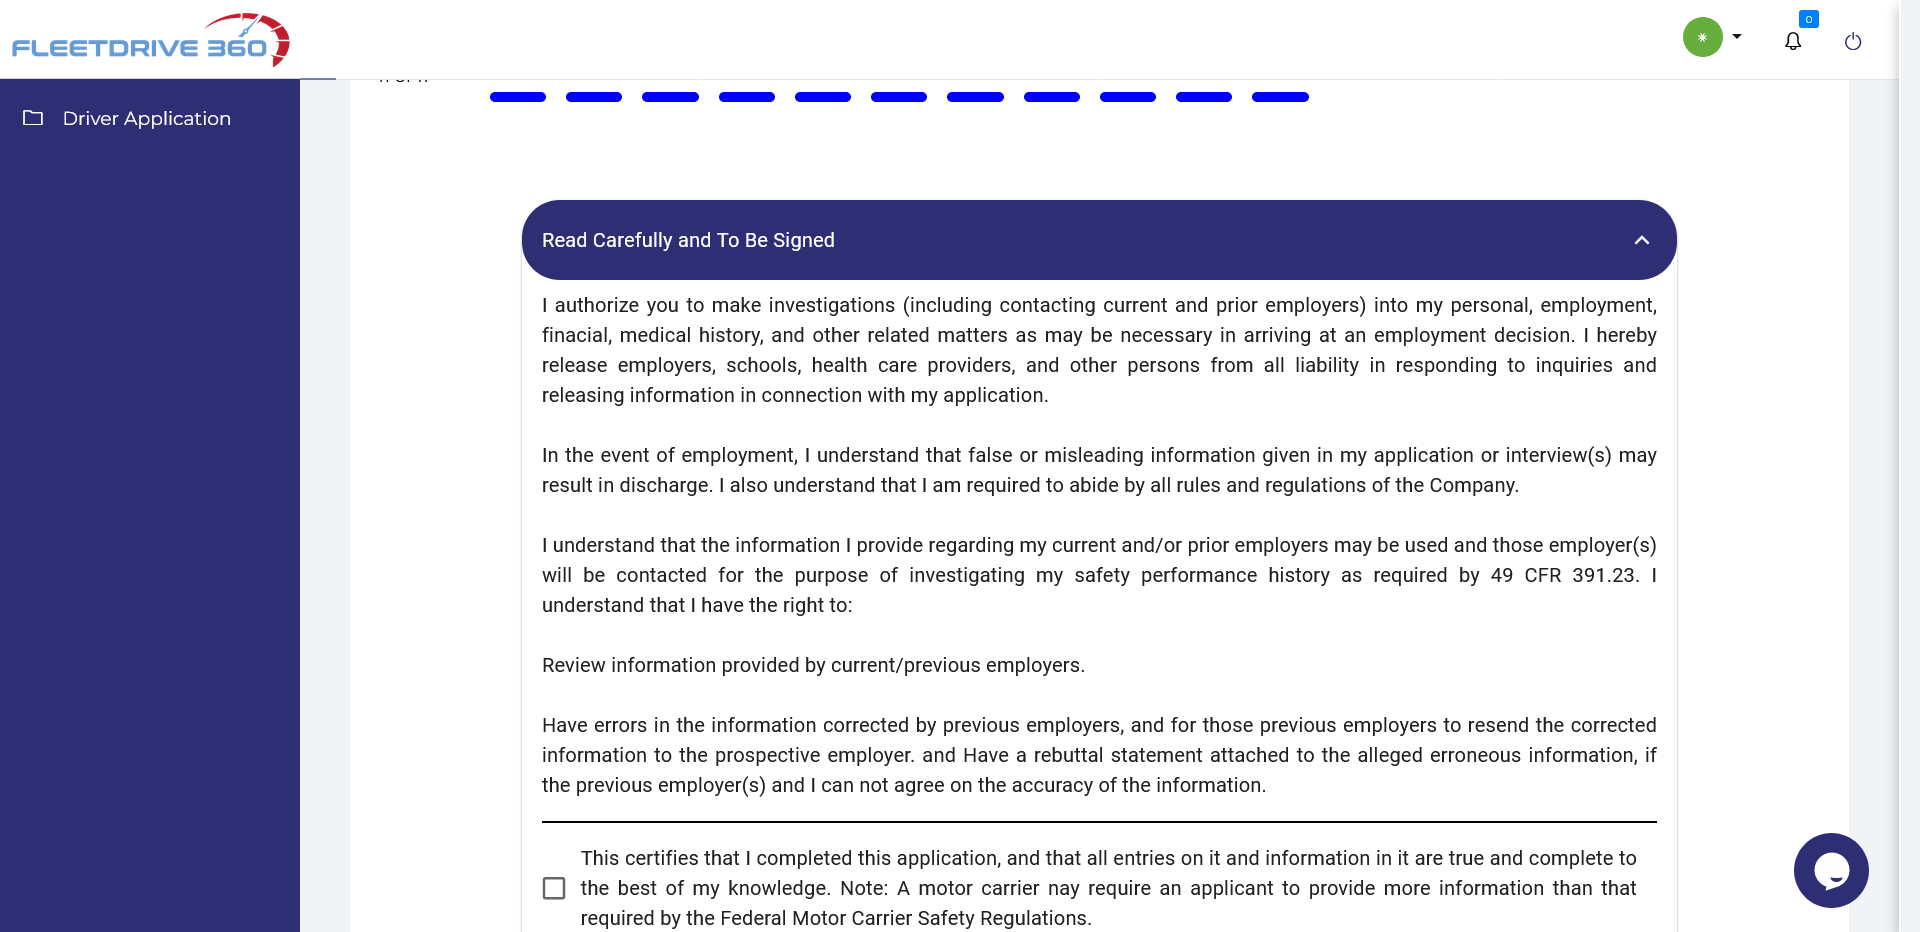 FLEETDRIVE 360
0
Driver Application
Read Carefully and To Be Signed
I authorize you to make investigations (including contacting current and prior employers) into my personal, employment,
finacial, medical history, and other related matters as may be necessary in arriving at an employment decision. I hereby
release employers, schools, health care providers, and other persons from all liability in responding to inquiries and
releasing information in connection with my application.
In the event of employment, I understand that false or misleading information given in my application or interview(s) may
result in discharge. I also understand that I am required to abide by all rules and regulations of the Company.
I understand that the information I provide regarding my current and/or prior employers may be used and those employer(s)
will be contacted for the purpose of investigating my safety performance history as required by 49 CFR 391.23. I
understand that I have the right to:
Review information provided by current/previous employers.
Have errors in the information corrected by previous employers, and for those previous employers to resend the corrected
information to the prospective employer. and Have a rebuttal statement attached to the alleged erroneous information, if
the previous employer(s) and I can not agree on the accuracy of the information.
This certifies that I completed this application, and that all entries on it and information in it are true and complete to
the best of my knowledge. Note: A motor carrier nay require an applicant to provide more information than that
required by the Federal Motor Carrier Safety Regulations.